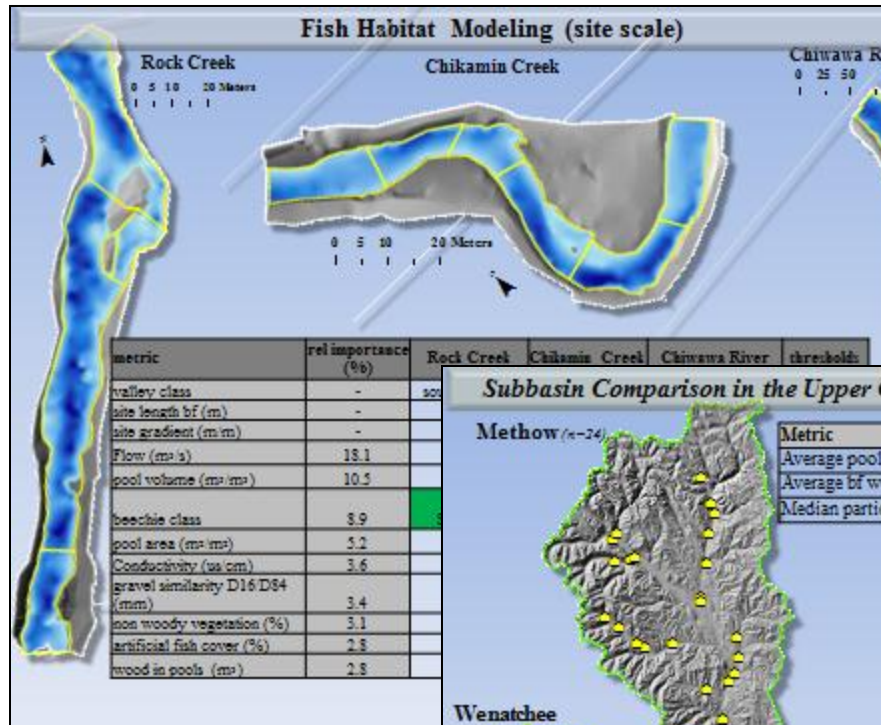 Fish Habitat Modeling (site scale)
Rock Creek
0 5 10 20 Meters
Chikamin Creek
0 5 10 20 Meters
Chiwawa R
0 25 50
metric rel importance (%) Rock Creek Chikamin Creek Chiwawa River thresholds
valley class - sou
site length bf (m) -
site gradient (m/m) -
Flow (m³/s) 18.1
pool volume (m³/m²) 10.5
beechie class 8.9
pool area (m²/m²) 5.2
Conductivity (us/cm) 3.6
gravel similarity D16/D84
(mm) 3.4
non woody vegetation (%) 3.1
artificial fish cover (%) 2.8
wood in pools (m³) 2.8
Subbasin Comparison in the Upper
Methow (n=24)
Metric
Average pool
Average bf w
Median partic
Wenatchee